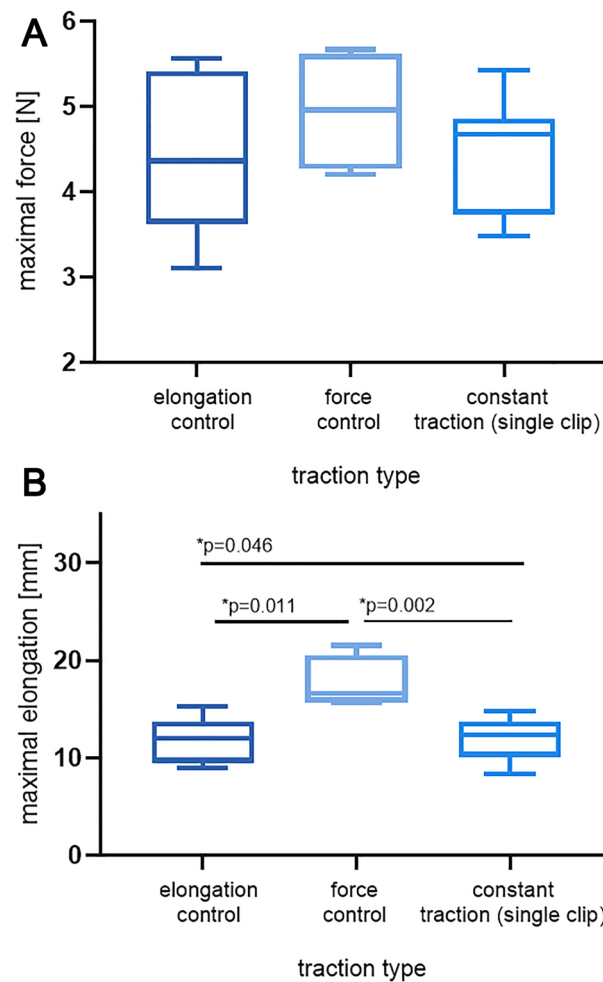 A
maximal force [N]
6
5
4
3
2
elongation
control
force
control
constant
traction (single clip)
traction type
B
maximal elongation [mm]
30
20
10
0
*p=0.046
*p=0.011
*p=0.002
elongation
control
force
control
constant
traction (single clip)
traction type